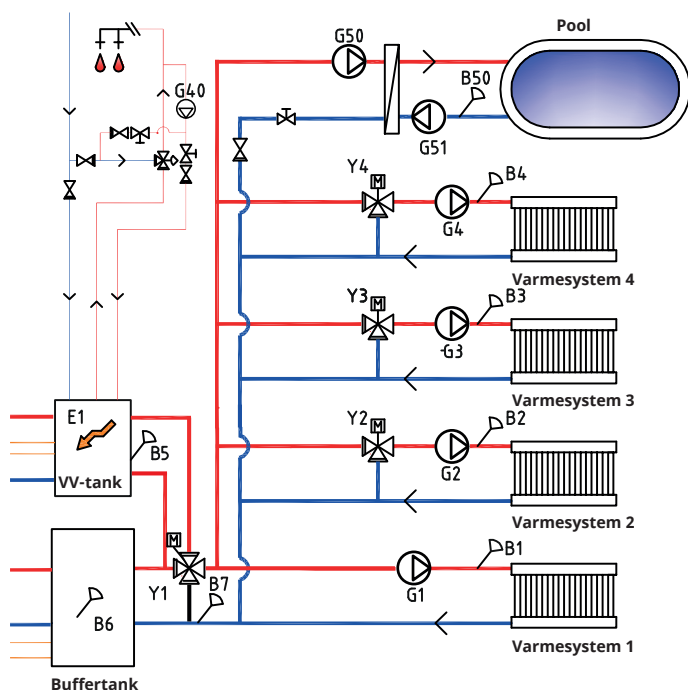 Pool
G50
B50
G51
G40
Y4
M
B4
G4
Varmesystem 4
Y3
M
B3
-G3
Varmesystem 3
Y2
M
B2
G2
Varmesystem 2
E1
B5
VV-tank
M
Y1
B7
B1
G1
Varmesystem 1
B6
Buffertank